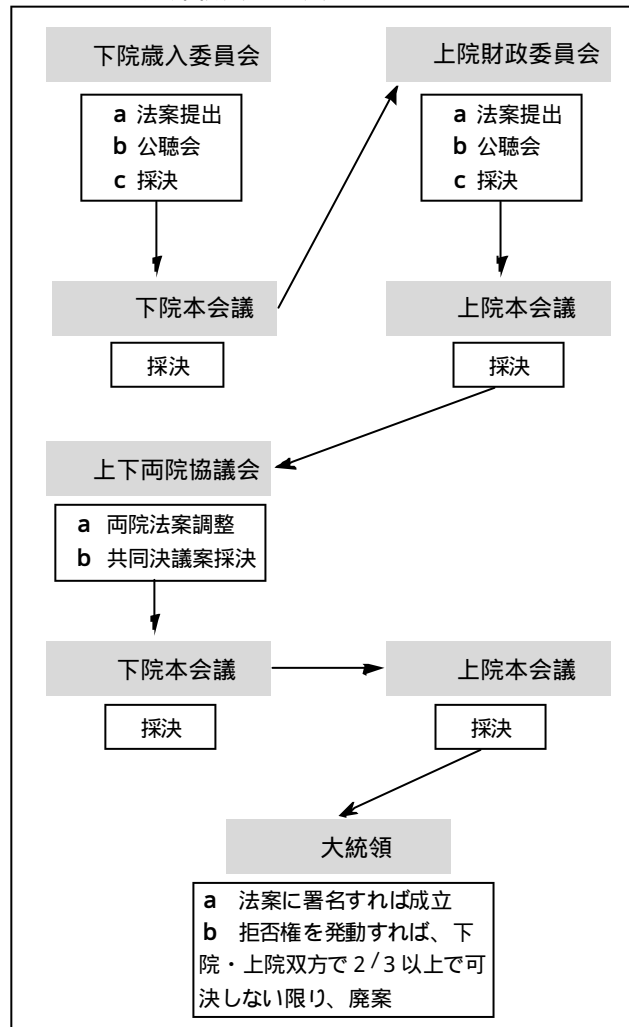 下院歳入委員会
a 法案提出
b 公聴会
c 採決
下院本会議
採決
上院財政委員会
a 法案提出
b 公聴会
c 採決
上院本会議
採決
上下両院協議会
a 両院法案調整
b 共同決議案採決
下院本会議
採決
上院本会議
採決
大統領
a 法案に署名すれば成立
b 拒否権を発動すれば、下
院・上院双方で2/3以上で可
決しない限り、廃案